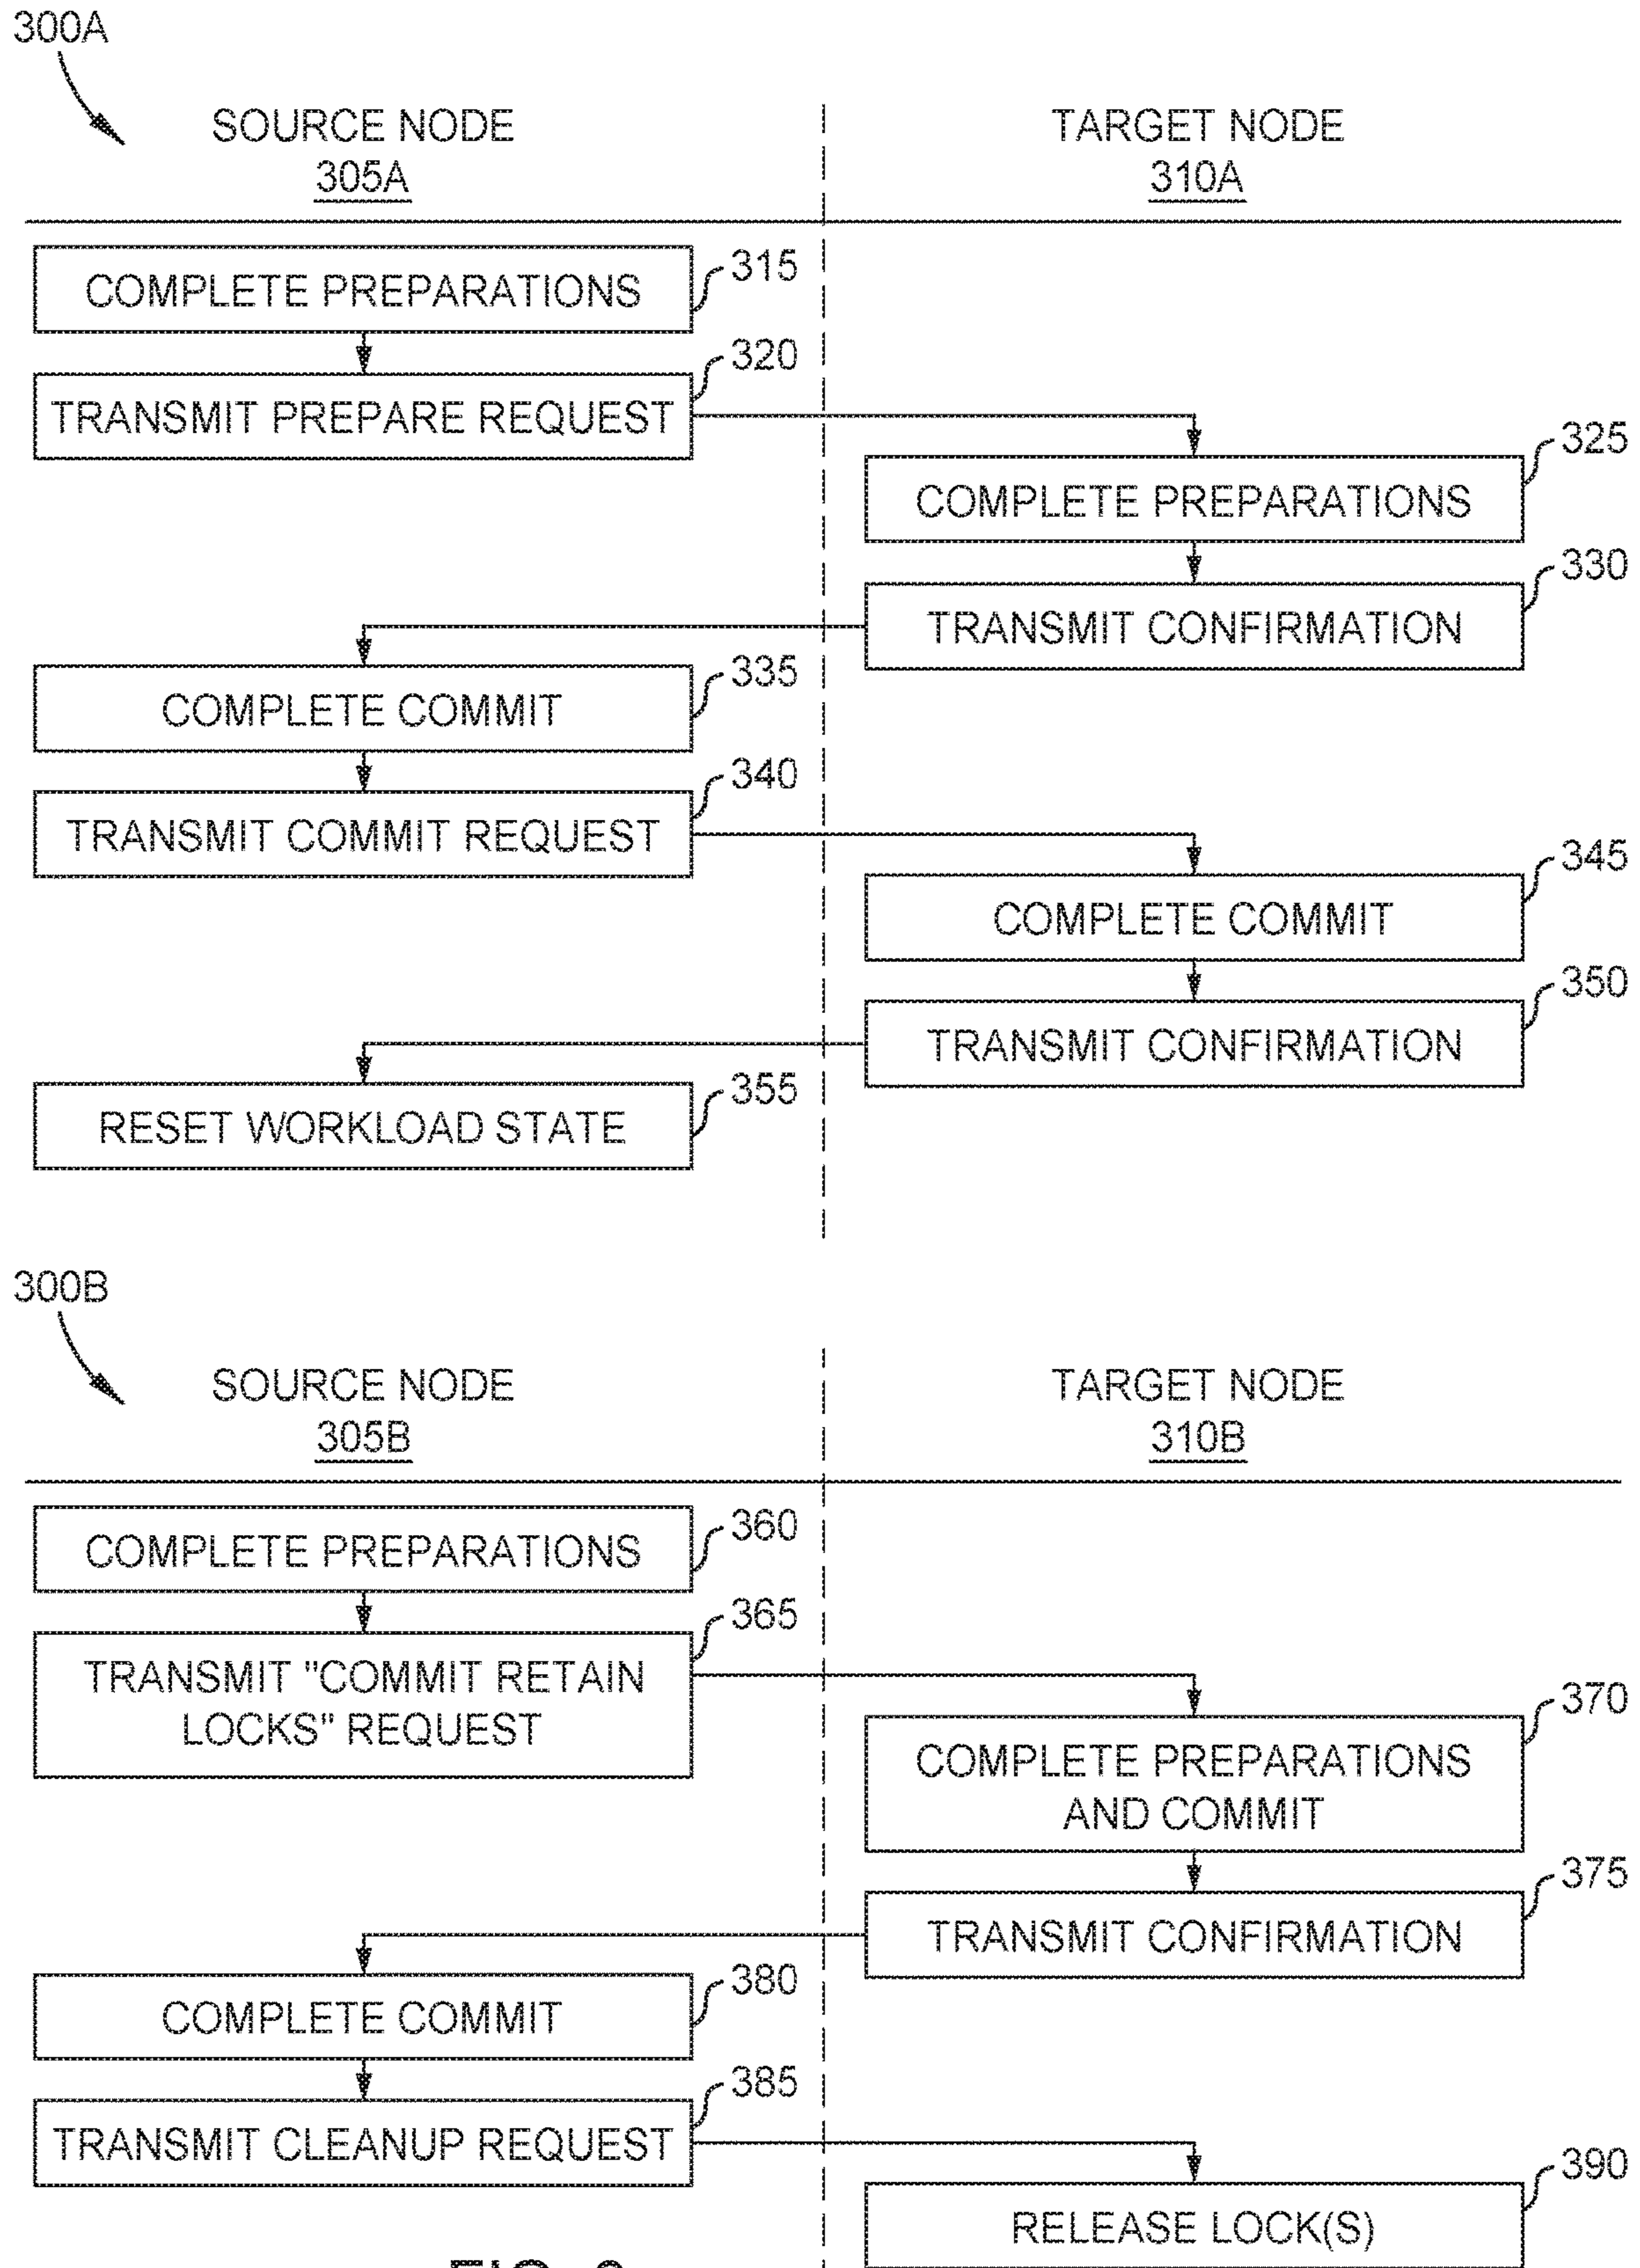 300A
SOURCE NODE
305A
TARGET NODE
310A
COMPLETE PREPARATIONS
315
TRANSMIT PREPARE REQUEST
320
COMPLETE PREPARATIONS
325
TRANSMIT CONFIRMATION
330
COMPLETE COMMIT
335
TRANSMIT COMMIT REQUEST
340
COMPLETE COMMIT
345
TRANSMIT CONFIRMATION
350
RESET WORKLOAD STATE
355
300B
SOURCE NODE
305B
TARGET NODE
310B
COMPLETE PREPARATIONS
360
TRANSMIT "COMMIT RETAIN
LOCKS" REQUEST
365
COMPLETE PREPARATIONS
AND COMMIT
370
TRANSMIT CONFIRMATION
375
COMPLETE COMMIT
380
TRANSMIT CLEANUP REQUEST
385
RELEASE LOCK(S)
390
FIG.